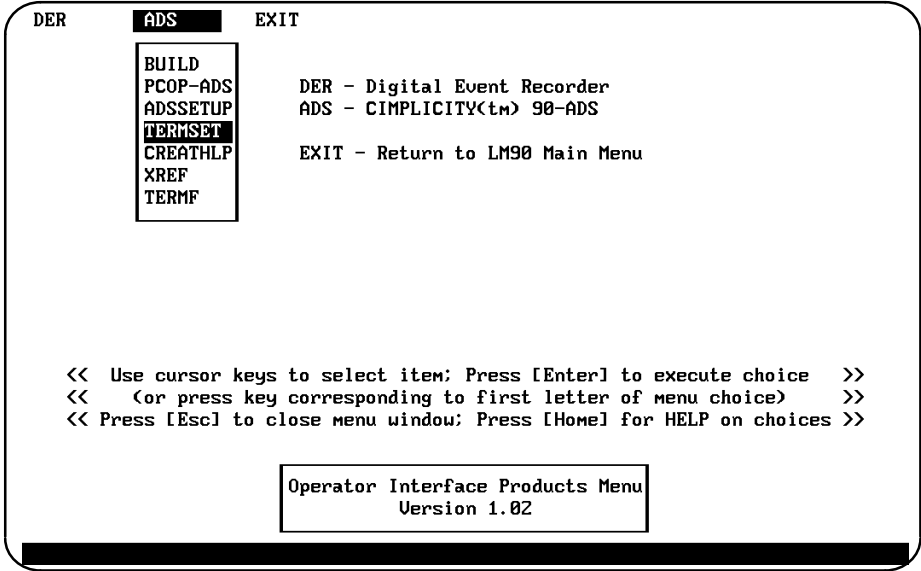 DER ADS EXIT
BUILD
PCOP-ADS DER - Digital Event Recorder
ADSSETUP ADS - CIMPLICITY(tm) 90-ADS
TERMSET
CREATHLP EXIT - Return to LM90 Main Menu
XREF
TERMF
<< Use cursor keys to select item; Press [Enter] to execute choice >>
<< (or press key corresponding to first letter of menu choice) >>
<< Press [Esc] to close menu window; Press [Home] for HELP on choices >>
Operator Interface Products Menu
Version 1.02